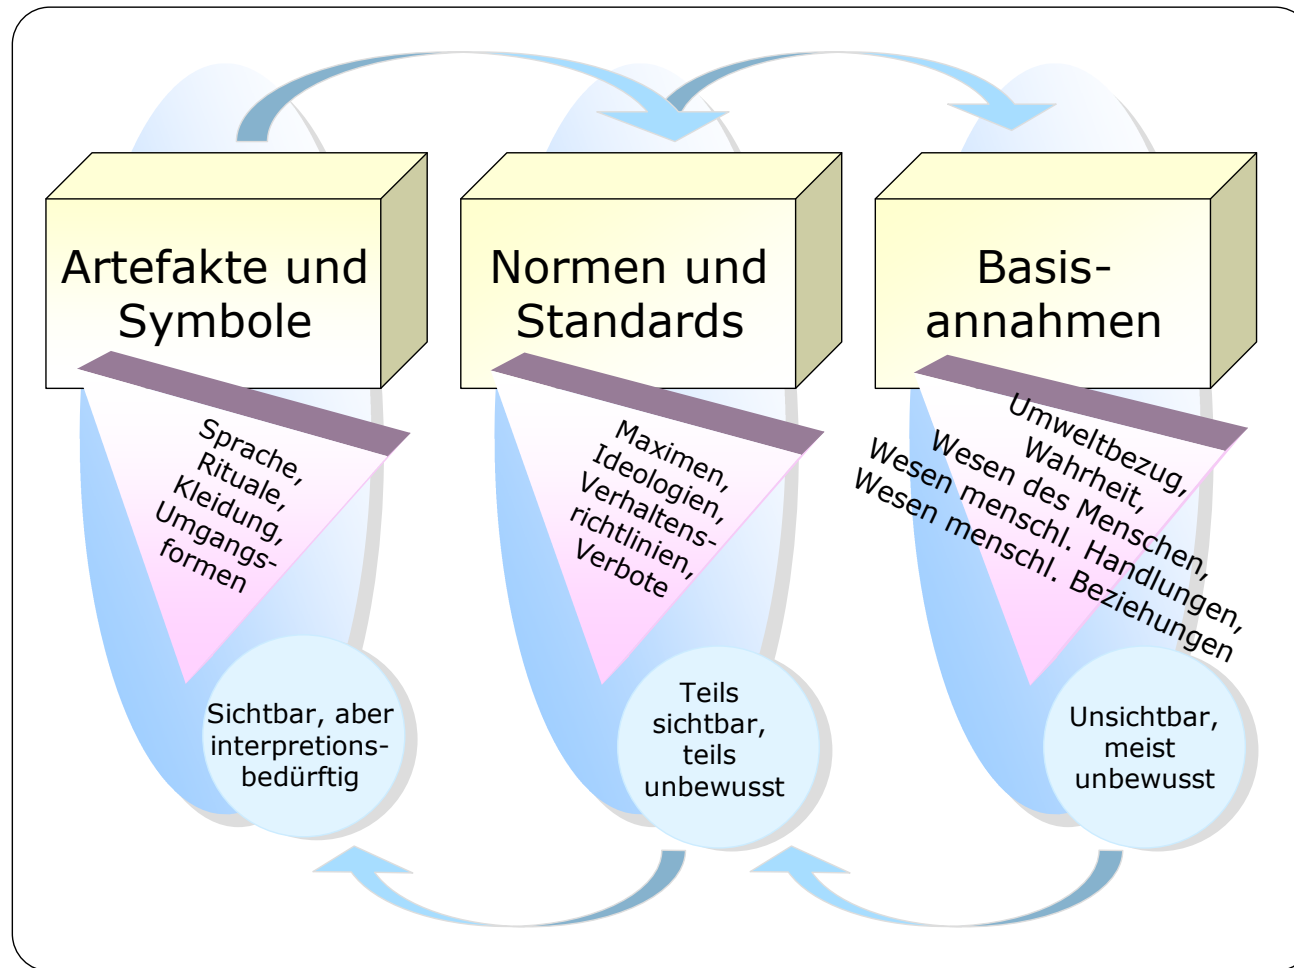 Artefakte und
Symbole
Sprache,
Rituale,
Kleidung,
Umgangs-
formen
Sichtbar, aber
interpretions-
bedürftig
Normen und
Standards
Maximen,
Ideologien,
Verhaltens-
richtlinien,
Verbote
Teils
sichtbar,
teils
unbewusst
Basis-
annahmen
Umweltbezug,
Wahrheit,
Wesen des Menschen,
Wesen menschl. Handlungen,
Wesen menschl. Beziehungen
Unsichtbar,
meist
unbewusst